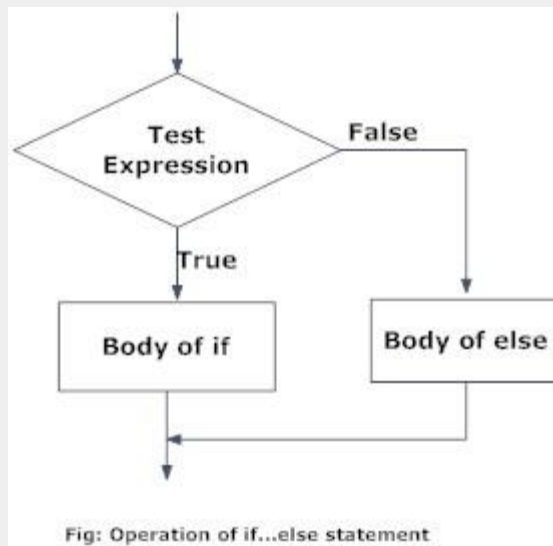 Test
Expression
False
True
Body of if
Body of else
Fig: Operation of if...else statement